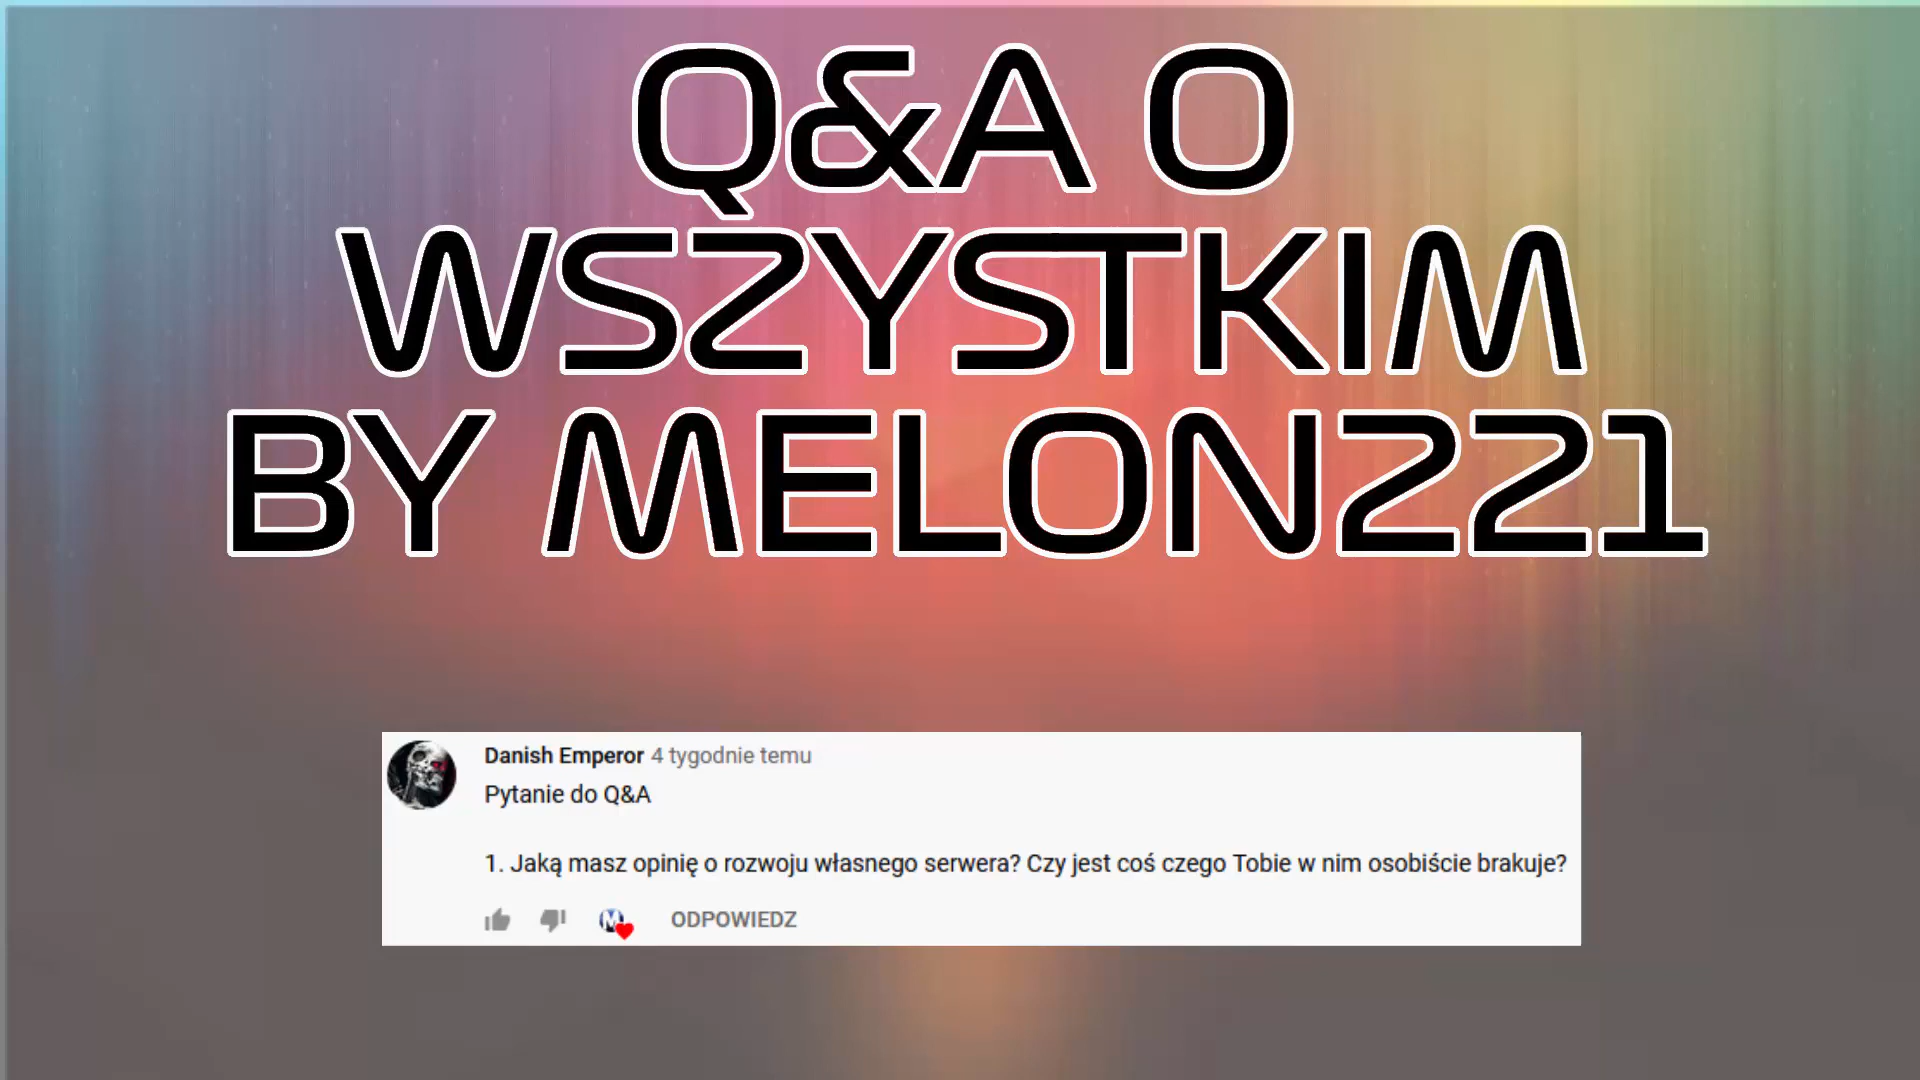 Q&A O
WSZYSTKIM
BY MELON221
Danish Emperor 4 tygodnie temu
Pytanie do Q&A
1. Jaką masz opinię o rozwoju własnego serwera? Czy jest coś czego Tobie w nim osobiście brakuje?
M ODPOWIEDZ